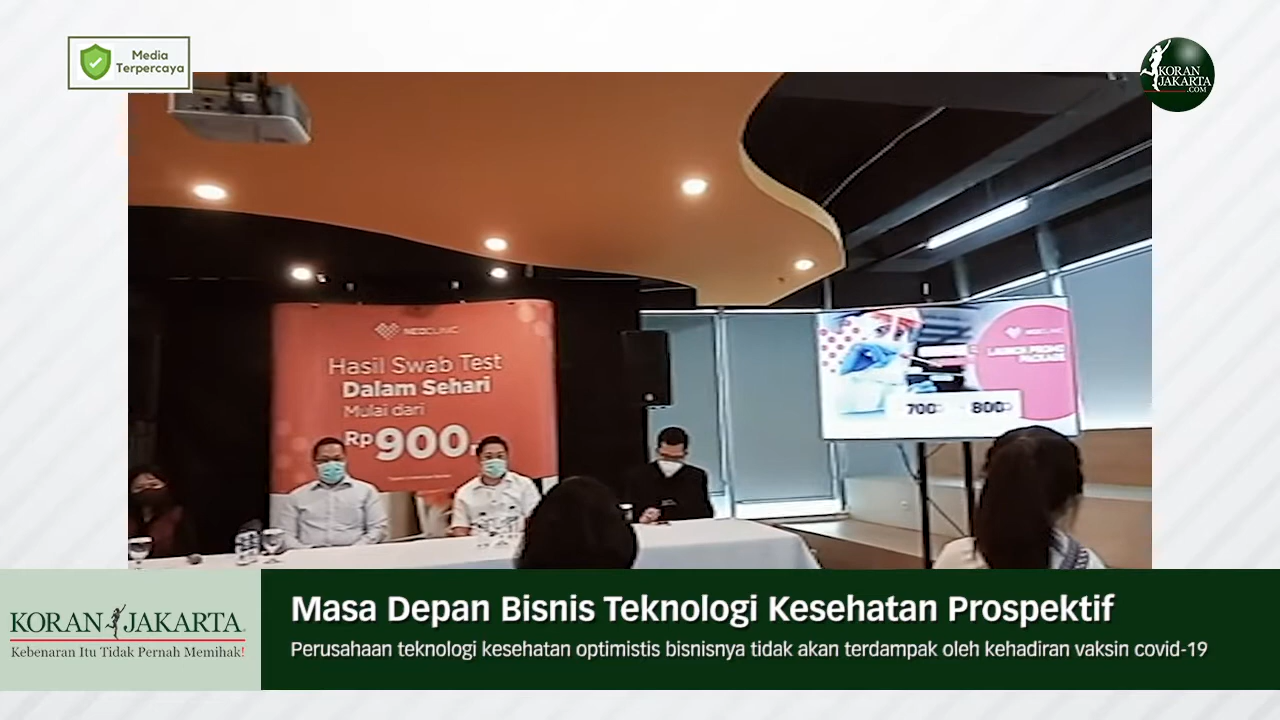 Media
Terpercaya
KORAN
JAKARTA
.COM
NEOCLINIC
Hasil Swab Test
Dalam Sehari
Mulai dari
Rp900,-
LAUNCH PROMO
PACKAGE
700
800
KORAN JAKARTA
Kebenaran Itu Tidak Pernah Memihak!
Masa Depan Bisnis Teknologi Kesehatan Prospektif
Perusahaan teknologi kesehatan optimistis bisnisnya tidak akan terdampak oleh kehadiran vaksin covid-19